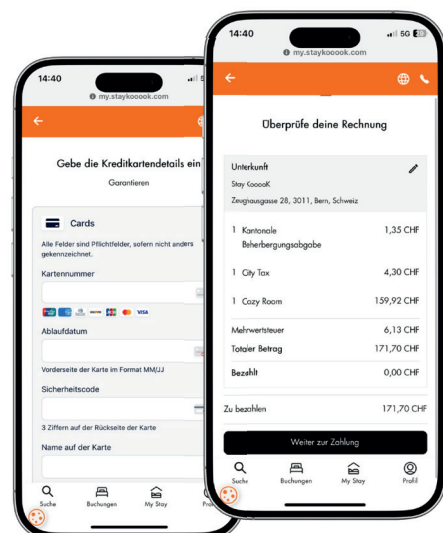 14:40
my.staykooook.com
Gebe die Kreditkartendetails ein
Garantieren
Cards
Alle Felder sind Pflichtfelder, sofern nicht anders
gekennzeichnet.
Kartennummer
VISA
Ablaufdatum
Vorderseite der Karte im Format MM/JJ
Sicherheitscode
3 Ziffern auf der Rückseite der Karte
Name auf der Karte
Suche
Buchungen
My Stay
14:40
5G
my.staykooook.com
Überprüfe deine Rechnung
Unterkunft
Stay KooooK
Zeughausgasse 28, 3011, Bern, Schweiz
1 Kantonale 1,35 CHF
Beherbergungsabgabe
1 City Tax 4,30 CHF
1 Cozy Room 159,92 CHF
Mehrwertsteuer 6,13 CHF
Totaler Betrag 171,70 CHF
Bezahlt 0,00 CHF
Zu bezahlen 171,70 CHF
Weiter zur Zahlung
Suche
Buchungen
My Stay
Profil